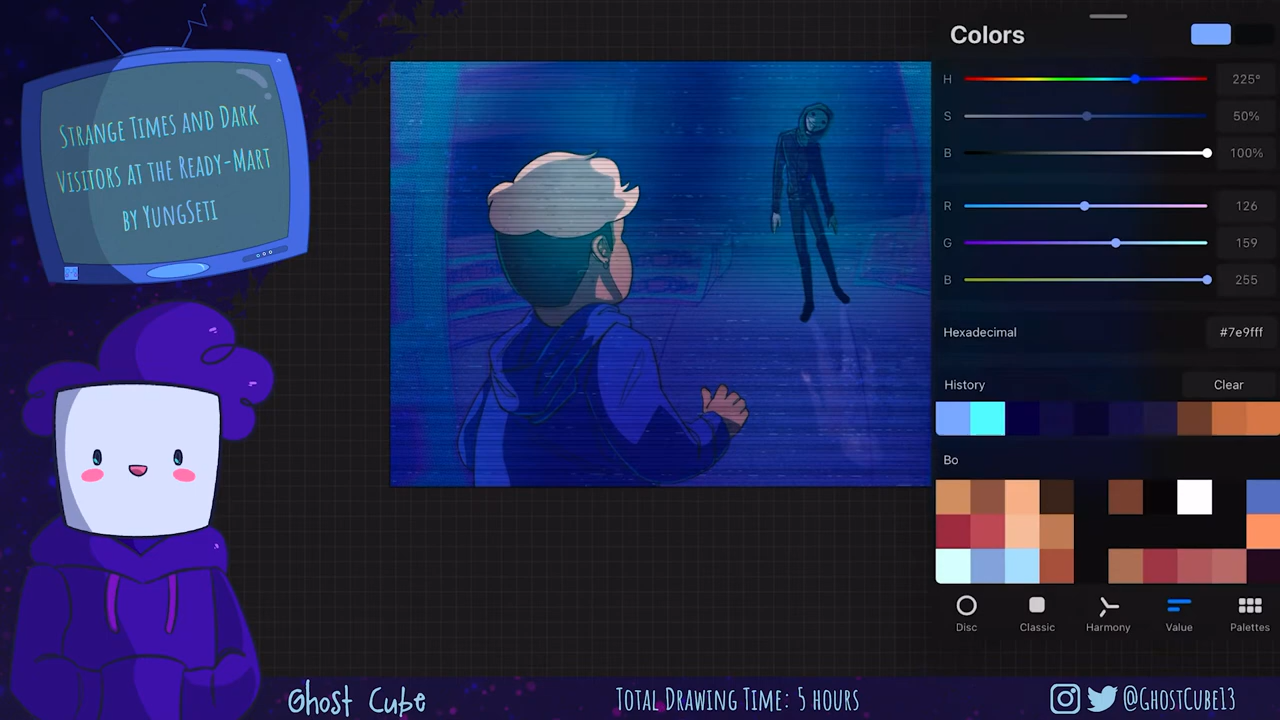 Strange Times and Dark
Visitors at the Ready-Mart
by YungSeti
Colors
H 225°
S 50%
B 100%
R 126
G 159
B 255
Hexadecimal #7e9fff
History Clear
Bo
Disc Classic Harmony Value Palettes
Ghost Cube
Total Drawing Time: 5 hours
@GhostCube13